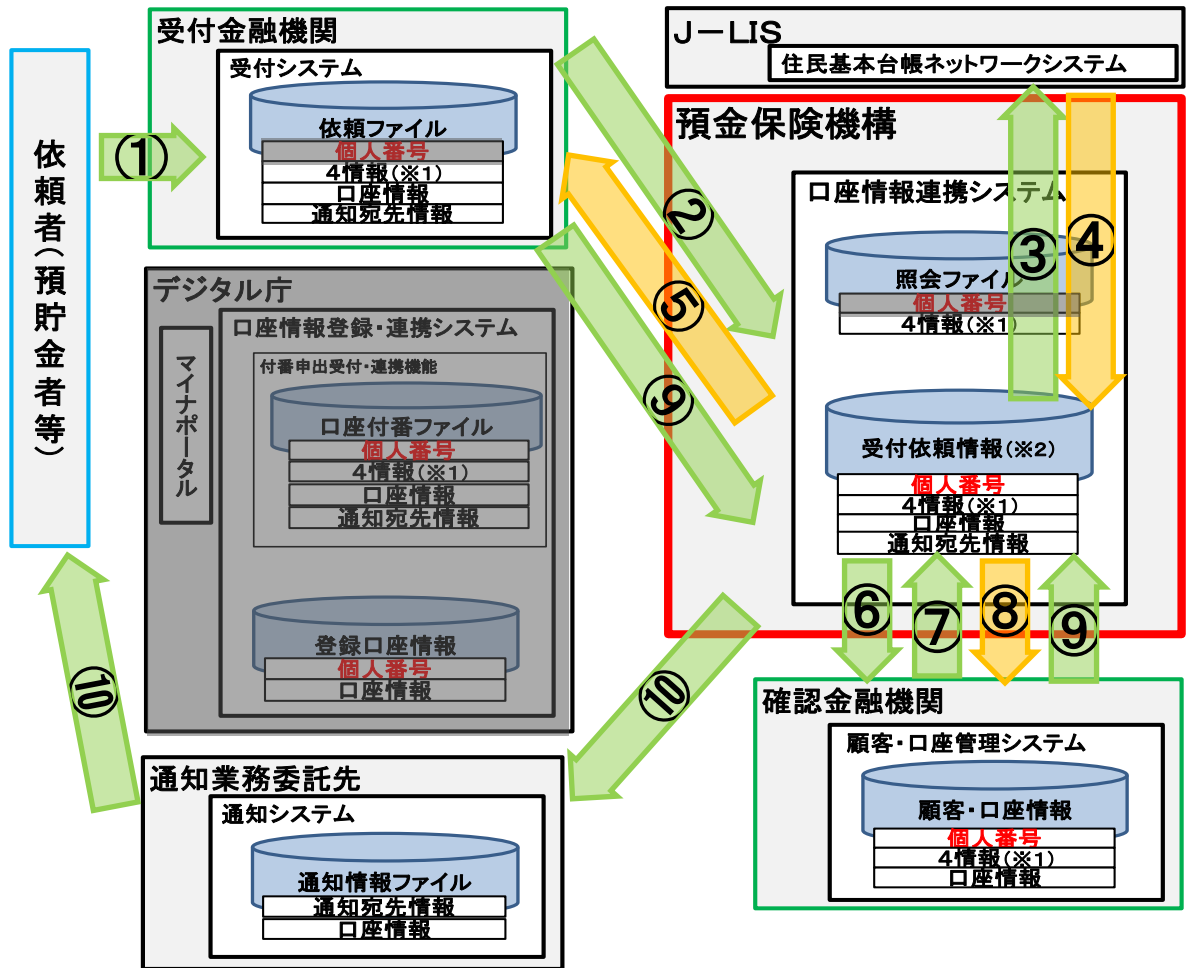 依頼者(預貯金者等)
①
受付金融機関
受付システム
依頼ファイル
個人番号
4情報(※1)
口座情報
通知宛先情報
②
⑤
⑨
J－LIS
住民基本台帳ネットワークシステム
預金保険機構
口座情報連携システム
③
④
照会ファイル
個人番号
4情報(※1)
受付依頼情報(※2)
個人番号
4情報(※1)
口座情報
通知宛先情報
⑥
⑦
⑧
⑨
デジタル庁
マイナポータル
口座情報登録・連携システム
付番申出受付・連携機能
口座付番ファイル
個人番号
4情報(※1)
口座情報
通知宛先情報
登録口座情報
個人番号
口座情報
⑩
⑩
確認金融機関
顧客・口座管理システム
顧客・口座情報
個人番号
4情報(※1)
口座情報
通知業務委託先
通知システム
通知情報ファイル
通知宛先情報
口座情報